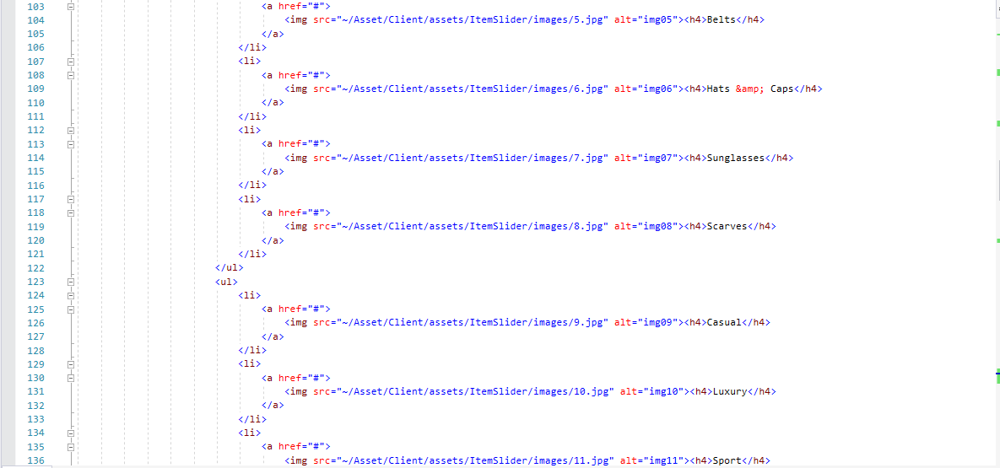 103 <a href="#">
104 <img src="~/Asset/Client/assets/ItemSlider/images/5.jpg" alt="img05"><h4>Belts</h4>
105 </a>
106 </li>
107 <li>
108 <a href="#">
109 <img src="~/Asset/Client/assets/ItemSlider/images/6.jpg" alt="img06"><h4>Hats &amp; Caps</h4>
110 </a>
111 </li>
112 <li>
113 <a href="#">
114 <img src="~/Asset/Client/assets/ItemSlider/images/7.jpg" alt="img07"><h4>Sunglasses</h4>
115 </a>
116 </li>
117 <li>
118 <a href="#">
119 <img src="~/Asset/Client/assets/ItemSlider/images/8.jpg" alt="img08"><h4>Scarves</h4>
120 </a>
121 </li>
122 </ul>
123 <ul>
124 <li>
125 <a href="#">
126 <img src="~/Asset/Client/assets/ItemSlider/images/9.jpg" alt="img09"><h4>Casual</h4>
127 </a>
128 </li>
129 <li>
130 <a href="#">
131 <img src="~/Asset/Client/assets/ItemSlider/images/10.jpg" alt="img10"><h4>Luxury</h4>
132 </a>
133 </li>
134 <li>
135 <a href="#">
136 <img src="~/Asset/Client/assets/ItemSlider/images/11.jpg" alt="img11"><h4>Sport</h4>